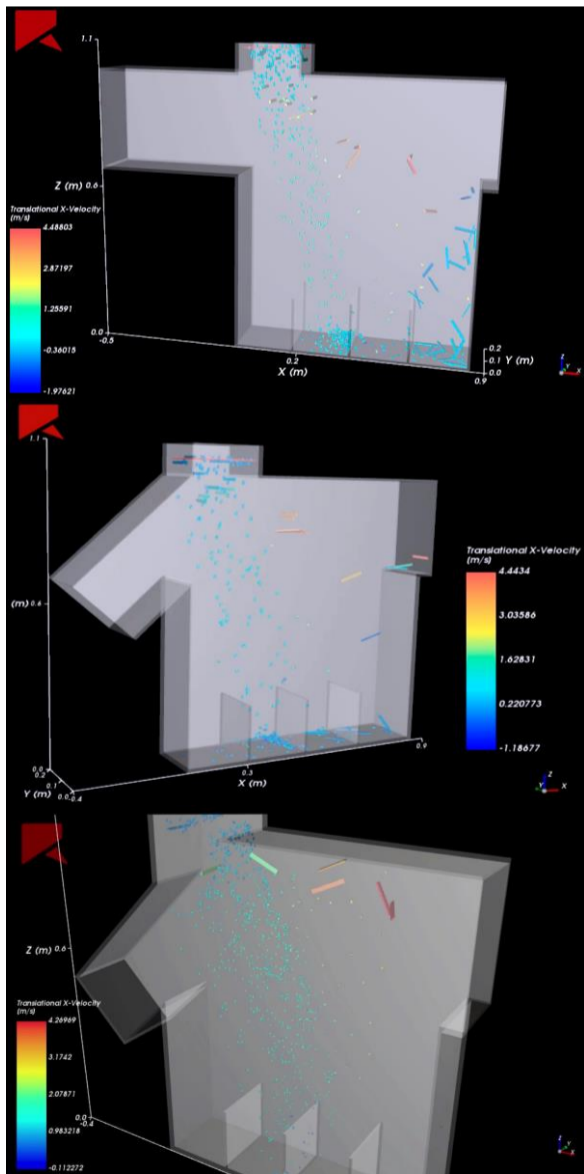 1.1
Z (m)
0.6
Translational X-Velocity
(m/s)
4.48803
2.87197
1.25591
-0.36015
-1.97621
0.0
-0.5
0.2
X (m)
0.9
0.2
0.1
0.0
Y (m)
Z
Y
X
1.1
(m)
0.6
0.0
0.2
0.1
0.0
-0.4
Y (m)
0.3
X (m)
0.9
Translational X-Velocity
(m/s)
4.4434
3.03586
1.62831
0.220773
-1.18677
Z
Y
X
Z (m)
0.6
Translational X-Velocity
(m/s)
4.26969
3.1742
2.07871
0.983218
-0.112272
0.0
-0.4
Z
Y
X